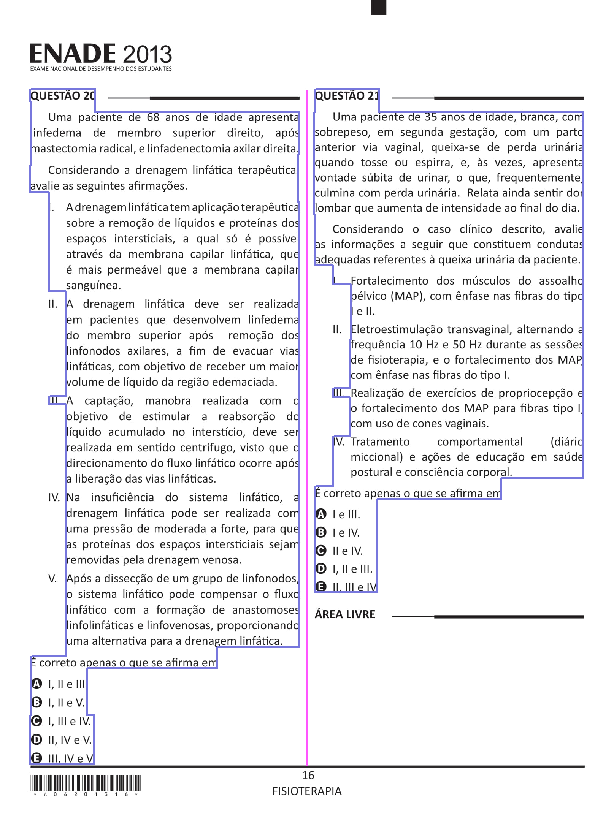 ENADE 2013
EXAME NACIONAL DE DESEMPENHO DOS ESTUDANTES
QUESTÃO 20
Uma paciente de 68 anos de idade apresenta
linfedema de membro superior direito, após
mastectomia radical, e linfadenectomia axilar direita.
Considerando a drenagem linfática terapêutica,
avalie as seguintes afirmações.
I. A drenagem linfática tem aplicação terapêutica
sobre a remoção de líquidos e proteínas dos
espaços intersticiais, a qual só é possível
através da membrana capilar linfática, que
é mais permeável que a membrana capilar
sanguínea.
II. A drenagem linfática deve ser realizada
em pacientes que desenvolvem linfedema
do membro superior após remoção dos
linfonodos axilares, a fim de evacuar vias
linfáticas, com objetivo de receber um maior
volume de líquido da região edemaciada.
III. A captação, manobra realizada com o
objetivo de estimular a reabsorção do
líquido acumulado no interstício, deve ser
realizada em sentido centrífugo, visto que o
direcionamento do fluxo linfático ocorre após
a liberação das vias linfáticas.
IV. Na insuficiência do sistema linfático, a
drenagem linfática pode ser realizada com
uma pressão de moderada a forte, para que
as proteínas dos espaços intersticiais sejam
removidas pela drenagem venosa.
V. Após a dissecção de um grupo de linfonodos,
o sistema linfático pode compensar o fluxo
linfático com a formação de anastomoses
linfolinfáticas e linfovenosas, proporcionando
uma alternativa para a drenagem linfática.
É correto apenas o que se afirma em
A I, II e III.
B I, II e V.
C I, III e IV.
D II, IV e V.
E III, IV e V.
QUESTÃO 21
Uma paciente de 35 anos de idade, branca, com
sobrepeso, em segunda gestação, com um parto
anterior via vaginal, queixa-se de perda urinária
quando tosse ou espirra, e, às vezes, apresenta
vontade súbita de urinar, o que, frequentemente,
culmina com perda urinária. Relata ainda sentir dor
lombar que aumenta de intensidade ao final do dia.
Considerando o caso clínico descrito, avalie
as informações a seguir que constituem condutas
adequadas referentes à queixa urinária da paciente.
I. Fortalecimento dos músculos do assoalho
pélvico (MAP), com ênfase nas fibras do tipo
I e II.
II. Eletroestimulação transvaginal, alternando a
frequência 10 Hz e 50 Hz durante as sessões
de fisioterapia, e o fortalecimento dos MAP,
com ênfase nas fibras do tipo I.
III. Realização de exercícios de propriocepção e
o fortalecimento dos MAP para fibras tipo I,
com uso de cones vaginais.
IV. Tratamento comportamental (diário
miccional) e ações de educação em saúde
postural e consciência corporal.
É correto apenas o que se afirma em
A I e III.
B I e IV.
C II e IV.
D I, II e III.
E II, III e IV.
ÁREA LIVRE
16
FISIOTERAPIA